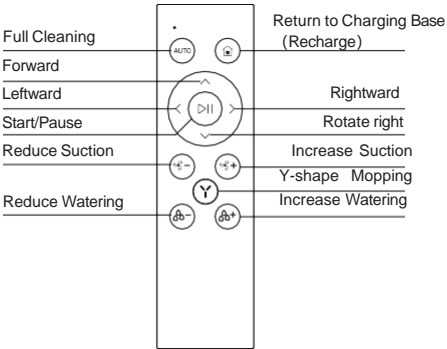 Full Cleaning
Forward
Leftward
Start/Pause
Reduce Suction
Reduce Watering
AUTO
Y
Return to Charging Base
(Recharge)
Rightward
Rotate right
Increase Suction
Y-shape Mopping
Increase Watering